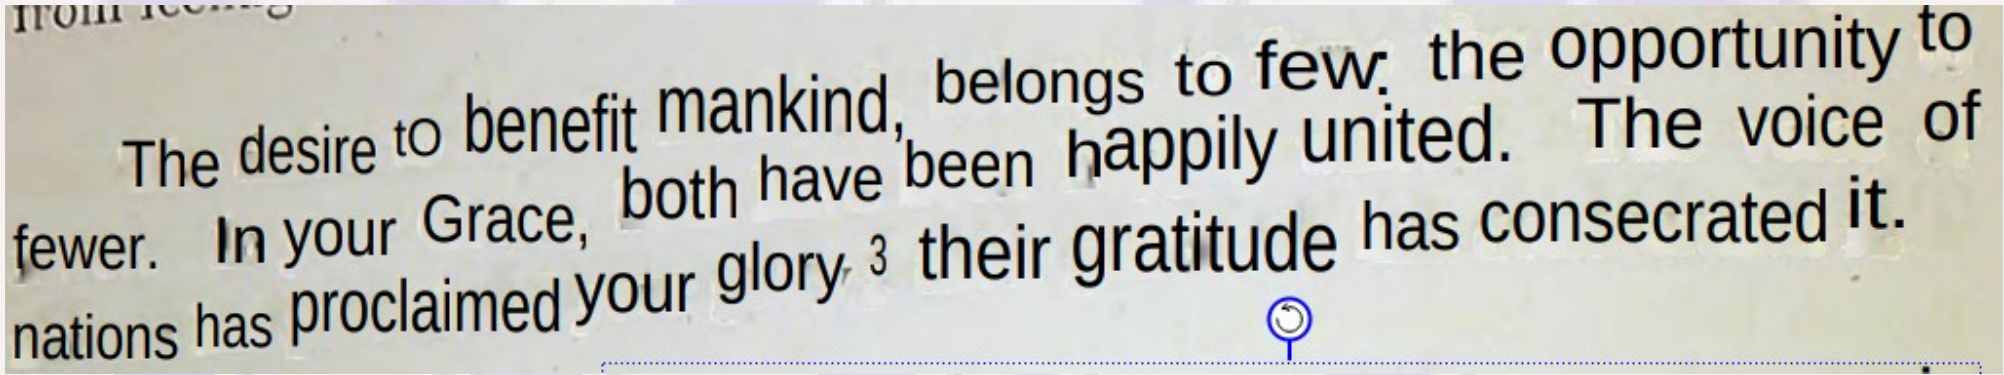 The desire to benefit mankind, belongs to few: the opportunity to
fewer. In your Grace, both have been happily united. The voice of
nations has proclaimed your glory, 3 their gratitude has consecrated it.